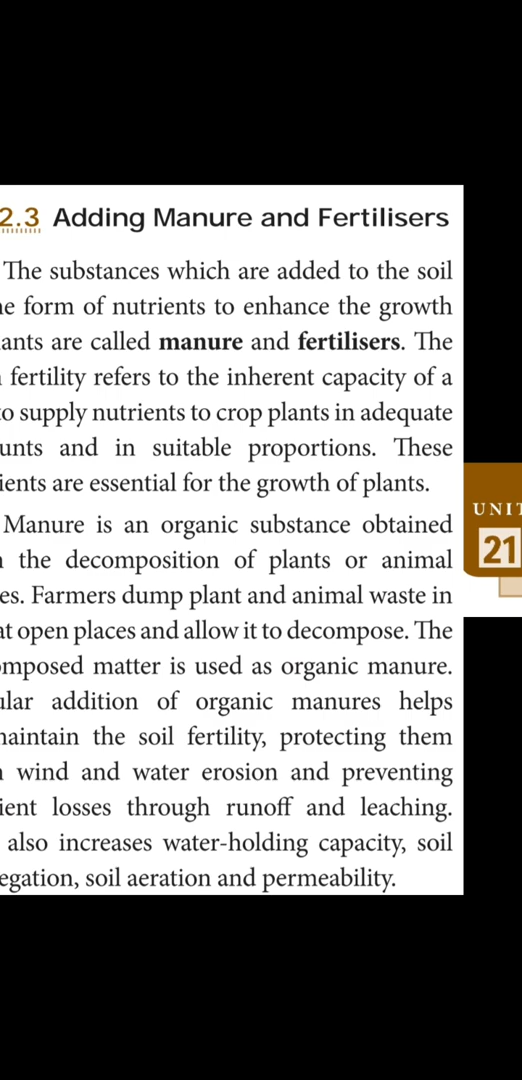 2.3 Adding Manure and Fertilisers
The substances which are added to the soil
e form of nutrients to enhance the growth
ants are called manure and fertilisers. The
fertility refers to the inherent capacity of a
o supply nutrients to crop plants in adequate
unts and in suitable proportions. These
ients are essential for the growth of plants.
UNIT
21
Manure is an organic substance obtained
the decomposition of plants or animal
es. Farmers dump plant and animal waste in
at open places and allow it to decompose. The
mposed matter is used as organic manure.
ular addition of organic manures helps
aintain the soil fertility, protecting them
wind and water erosion and preventing
ient losses through runoff and leaching.
also increases water-holding capacity, soil
egation, soil aeration and permeability.